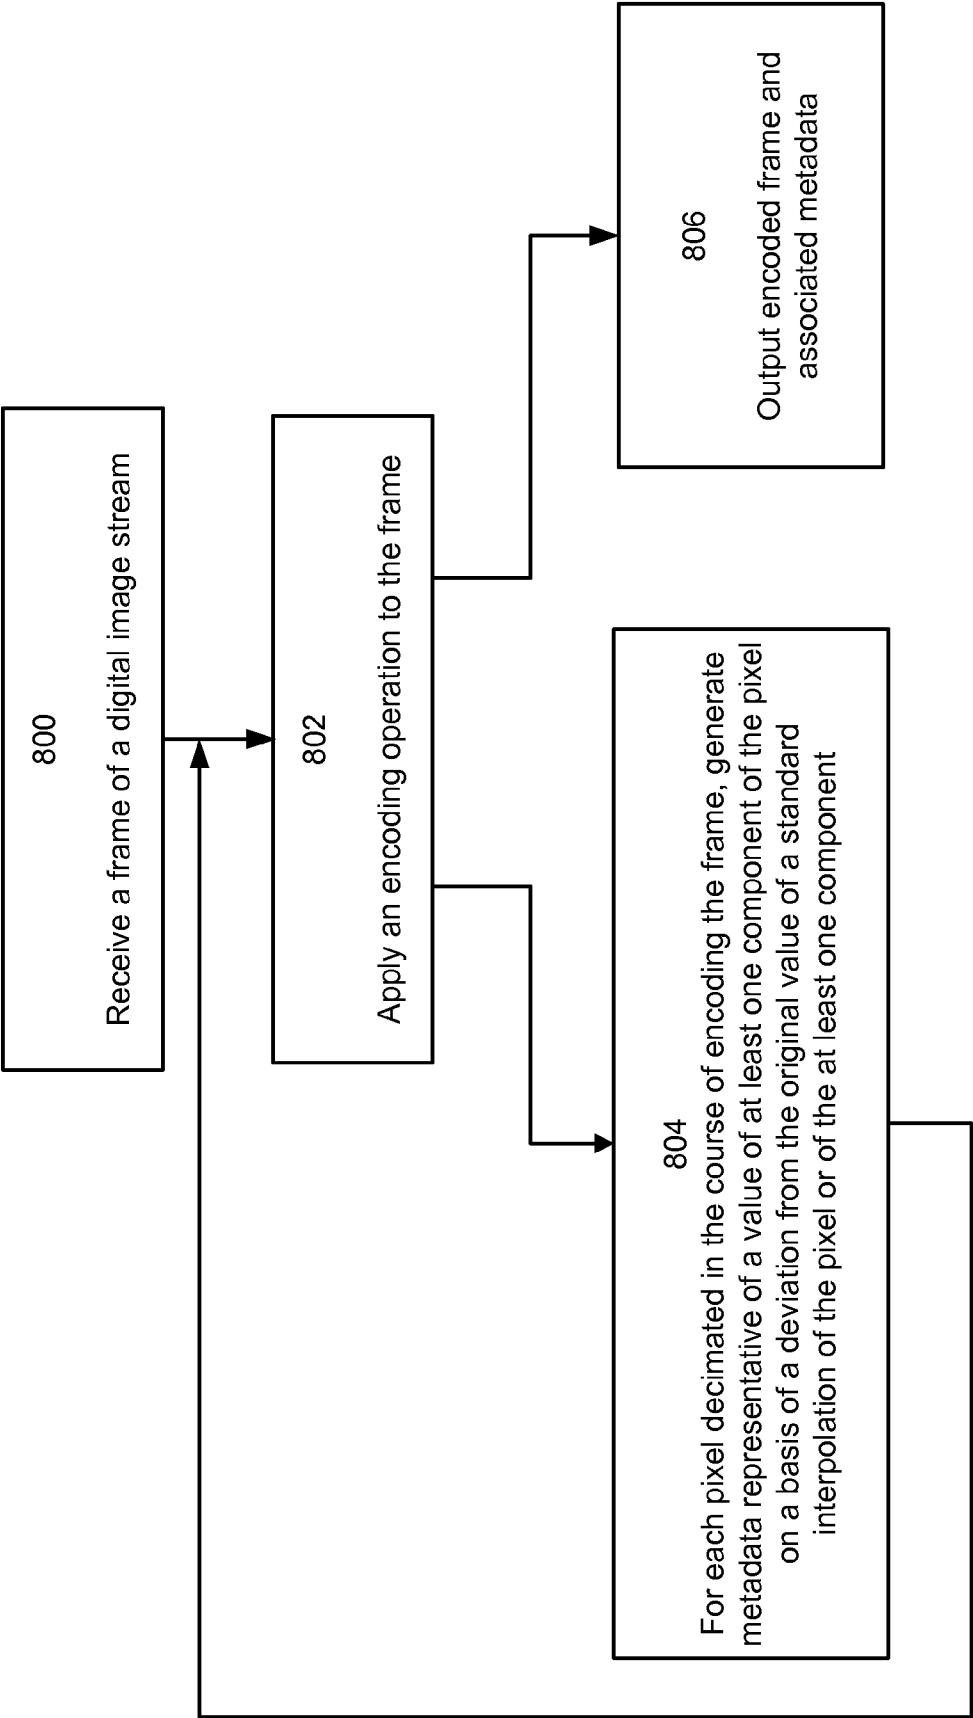 800
Receive a frame of a digital image stream
802
Apply an encoding operation to the frame
804
For each pixel decimated in the course of encoding the frame, generate
metadata representative of a value of at least one component of the pixel
on a basis of a deviation from the original value of a standard
interpolation of the pixel or of the at least one component
806
Output encoded frame and
associated metadata